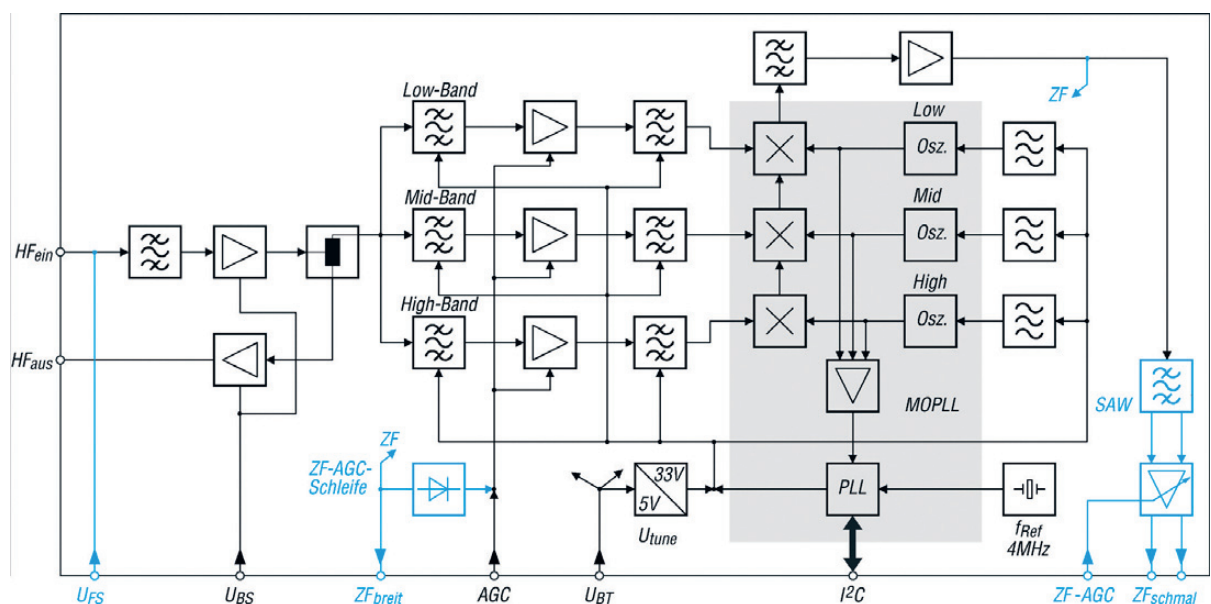 Low-Band
Mid-Band
High-Band
HFein
HFaus
ZF
Low
Osz.
Mid
Osz.
High
Osz.
MOPLL
SAW
ZF
ZF-AGC-
Schleife
33V
5V
Utune
PLL
fRef
4MHz
UFS
UBS
ZFbreit
AGC
UBT
I²C
ZF-AGC
ZFschmal